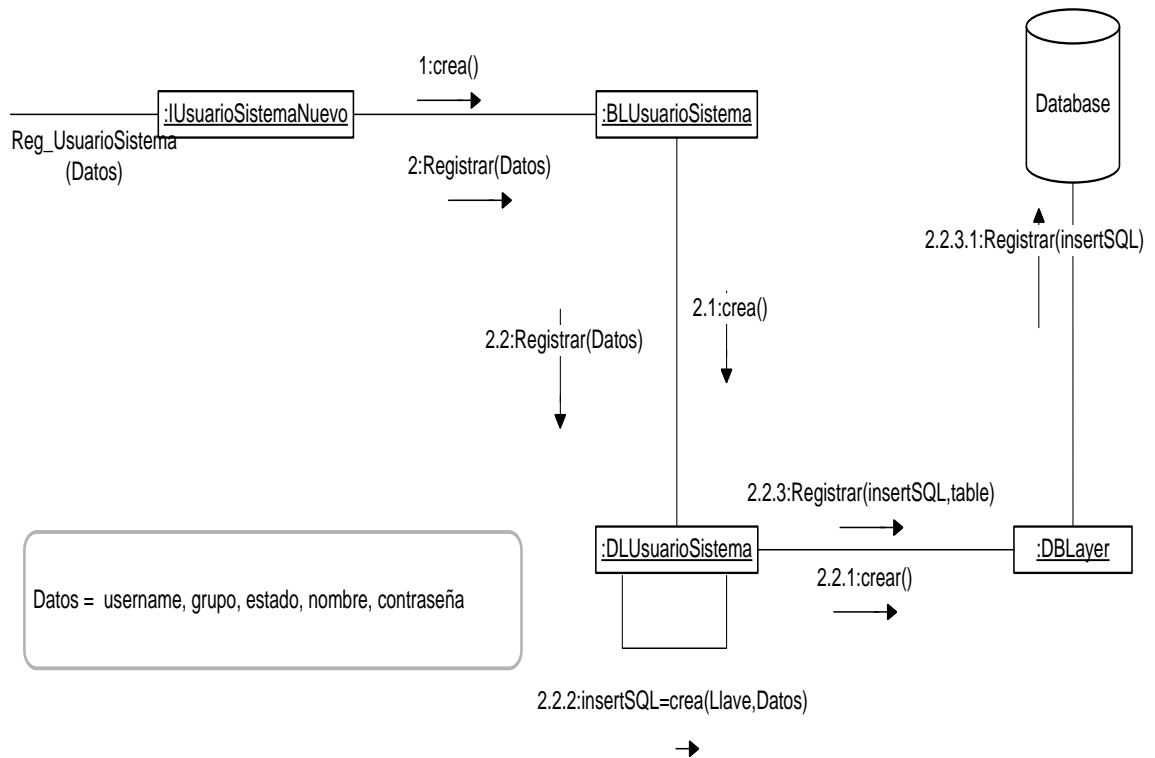 1:crea()
:IUsuarioSistemaNuevo
:BLUsuarioSistema
Database
Reg_UsuarioSistema
(Datos)
2:Registrar(Datos)
2.2.3.1:Registrar(insertSQL)
2.1:crea()
2.2:Registrar(Datos)
2.2.3:Registrar(insertSQL,table)
:DLUsuarioSistema
:DBLayer
2.2.1:crear()
Datos = username, grupo, estado, nombre, contraseña
2.2.2:insertSQL=crea(Llave,Datos)